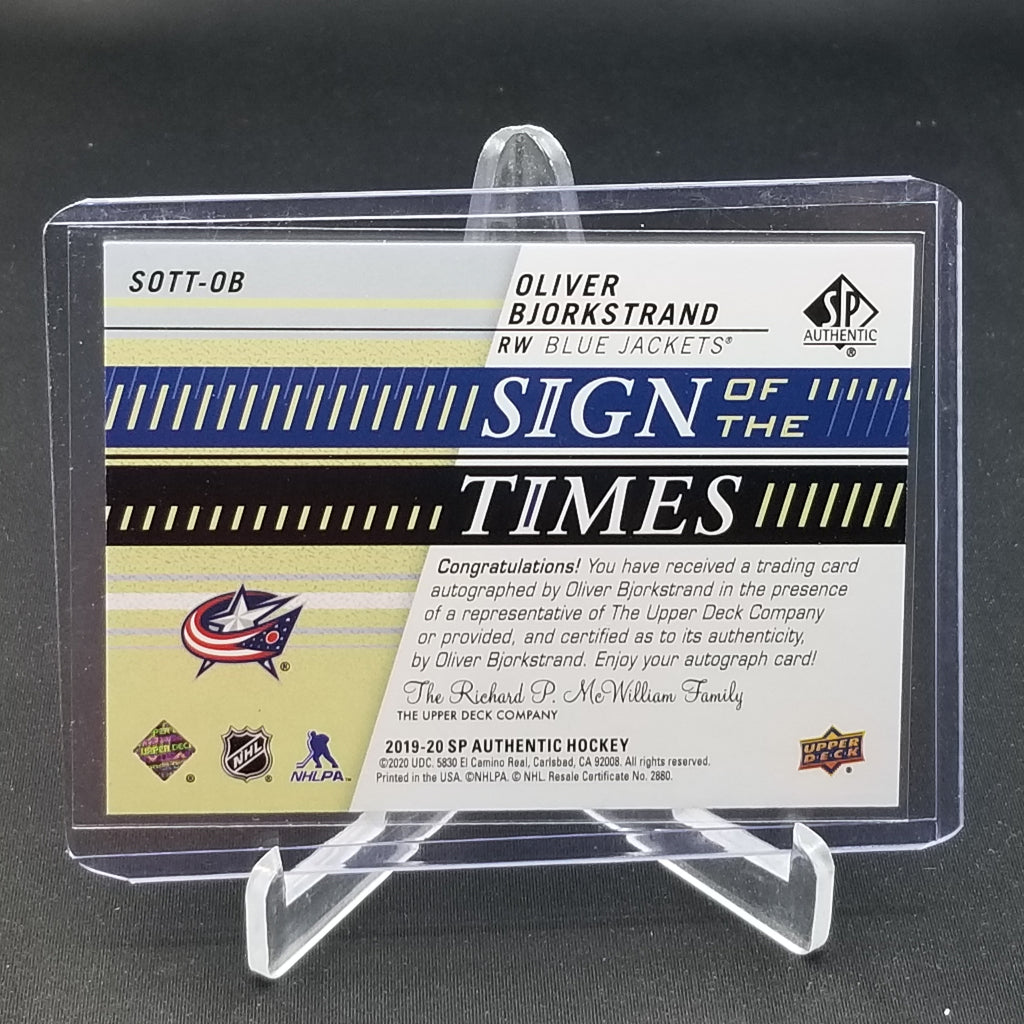 SOTT-OB
OLIVER
BJORKSTRAND
RW BLUE JACKETS®
SP
AUTHENTIC
®
SIGN OF THE
TIMES
Congratulations! You have received a trading card
autographed by Oliver Bjorkstrand in the presence
of a representative of The Upper Deck Company
or provided, and certified as to its authenticity,
by Oliver Bjorkstrand. Enjoy your autograph card!
®
The Richard P. McWilliam Family
THE UPPER DECK COMPANY
2019-20 SP AUTHENTIC HOCKEY
©2020 UDC. 5830 El Camino Real, Carlsbad, CA 92008. All rights reserved.
Printed in the USA. ©NHLPA. © NHL. Resale Certificate No. 2880.
UPPER DECK
®
NHL
®
NHLPA™
UPPER
DECK
®